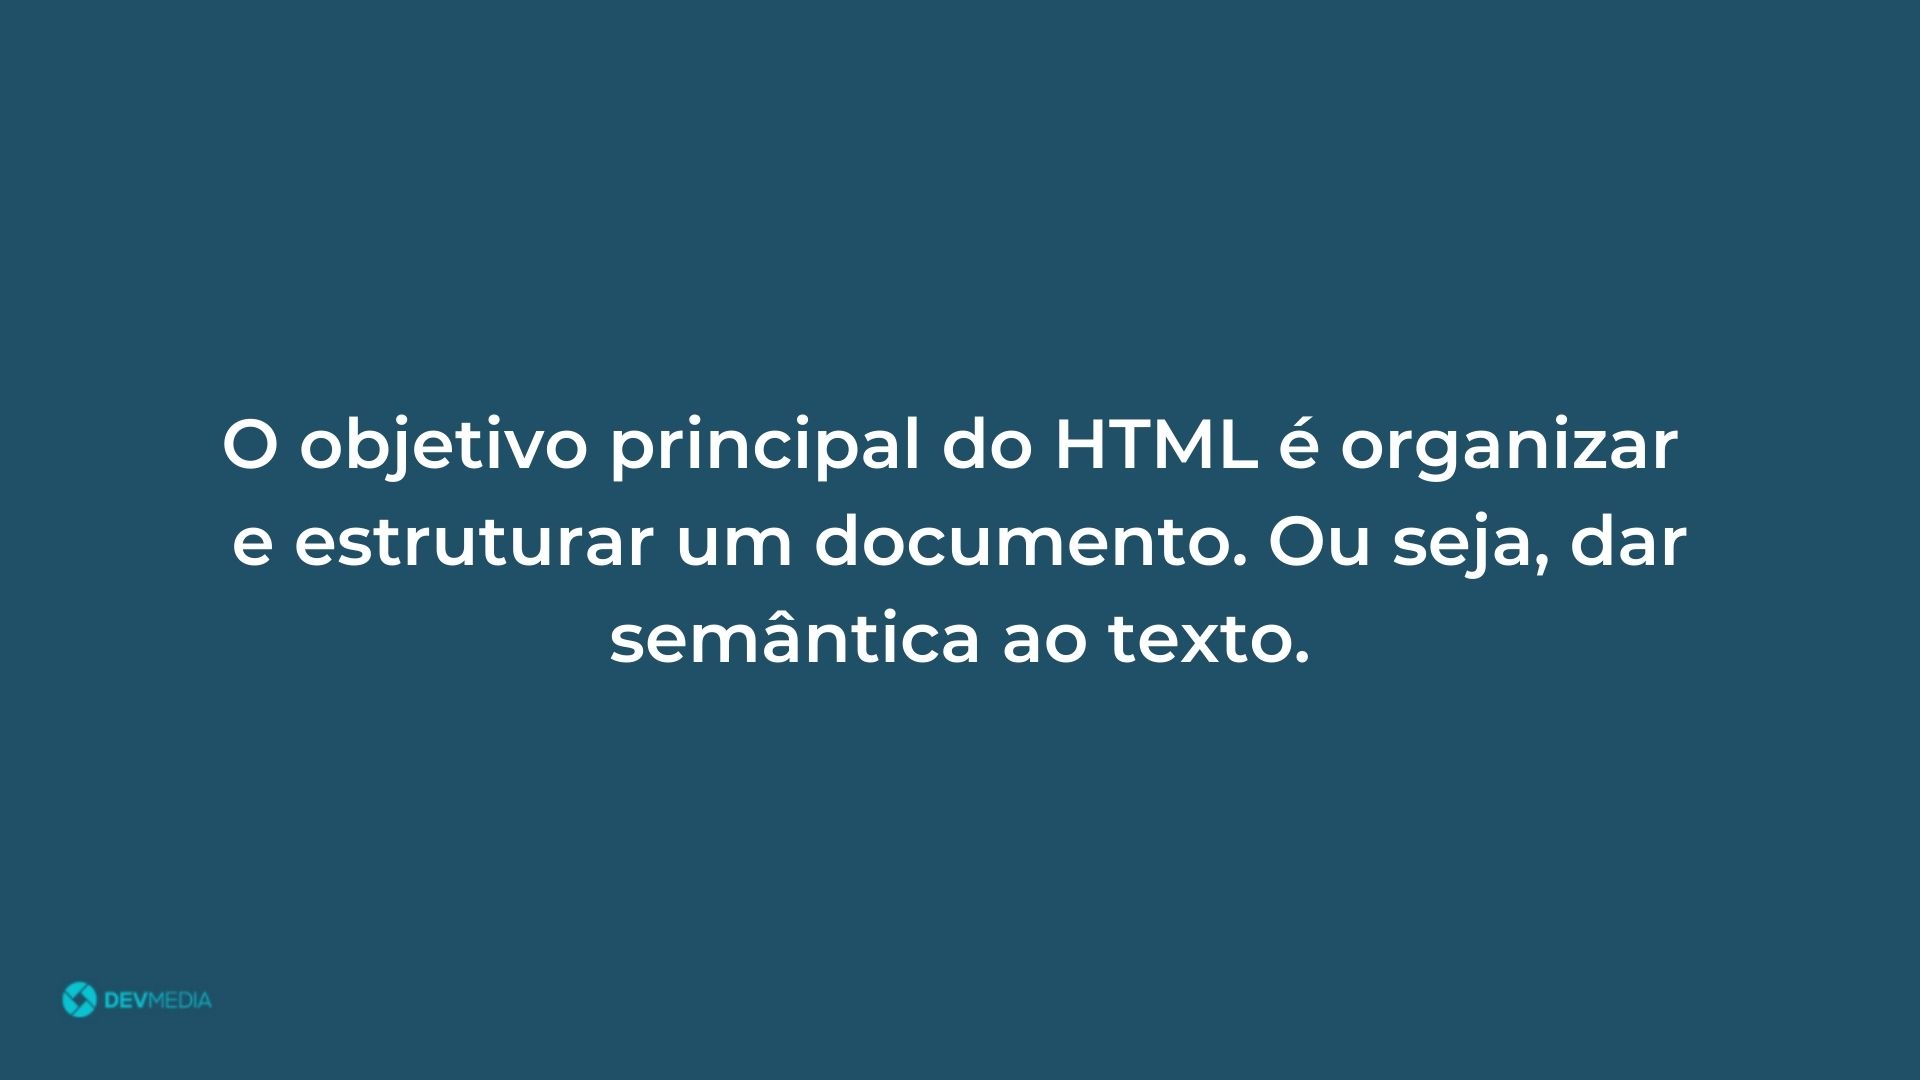 O objetivo principal do HTML é organizar
e estruturar um documento. Ou seja, dar
semântica ao texto.
DEVMEDIA